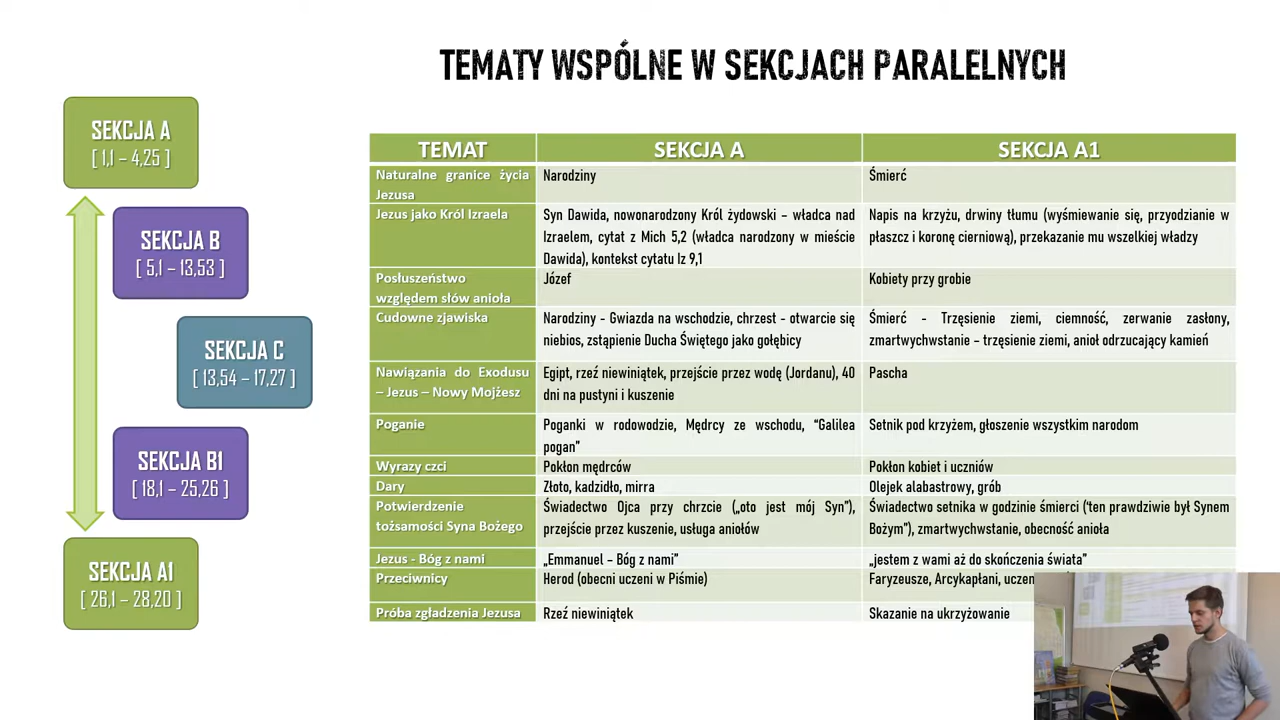 TEMATY WSPÓLNE W SEKCJACH PARALELNYCH
SEKCJA A
[ 1,1 – 4,25 ]
SEKCJA B
[ 5,1 – 13,53 ]
SEKCJA C
[ 13,54 – 17,27 ]
SEKCJA B1
[ 18,1 – 25,26 ]
SEKCJA A1
[ 26,1 – 28,20 ]
TEMAT
SEKCJA A
SEKCJA A1
Naturalne granice życia
Jezusa
Narodziny
Śmierć
Jezus jako Król Izraela
Syn Dawida, nowonarodzony Król żydowski – władca nad
Izraelem, cytat z Mich 5,2 (władca narodzony w mieście
Dawida), kontekst cytatu Iz 9,1
Napis na krzyżu, drwiny tłumu (wyśmiewanie się, przyodzianie w
płaszcz i koronę cierniową), przekazanie mu wszelkiej władzy
Posłuszeństwo
względem słów anioła
Józef
Kobiety przy grobie
Cudowne zjawiska
Narodziny - Gwiazda na wschodzie, chrzest - otwarcie się
niebios, zstąpienie Ducha Świętego jako gołębicy
Śmierć - Trzęsienie ziemi, ciemność, zerwanie zasłony,
zmartwychwstanie – trzęsienie ziemi, anioł odrzucający kamień
Nawiązania do Exodusu
– Jezus – Nowy Mojżesz
Egipt, rzeź niewiniątek, przejście przez wodę (Jordanu), 40
dni na pustyni i kuszenie
Pascha
Poganie
Poganki w rodowodzie, Mędrcy ze wschodu, “Galilea
pogan”
Setnik pod krzyżem, głoszenie wszystkim narodom
Wyrazy czci
Pokłon mędrców
Pokłon kobiet i uczniów
Dary
Złoto, kadzidło, mirra
Olejek alabastrowy, grób
Potwierdzenie
tożsamości Syna Bożego
Świadectwo Ojca przy chrzcie („oto jest mój Syn”),
przejście przez kuszenie, usługa aniołów
Świadectwo setnika w godzinie śmierci (‘ten prawdziwie był Synem
Bożym”), zmartwychwstanie, obecność anioła
Jezus - Bóg z nami
„Emmanuel – Bóg z nami”
„jestem z wami aż do skończenia świata”
Przeciwnicy
Herod (obecni uczeni w Piśmie)
Faryzeusze, Arcykapłani,
Próba zgładzenia Jezusa
Rzeź niewiniątek
Skazanie na ukrzyżowanie